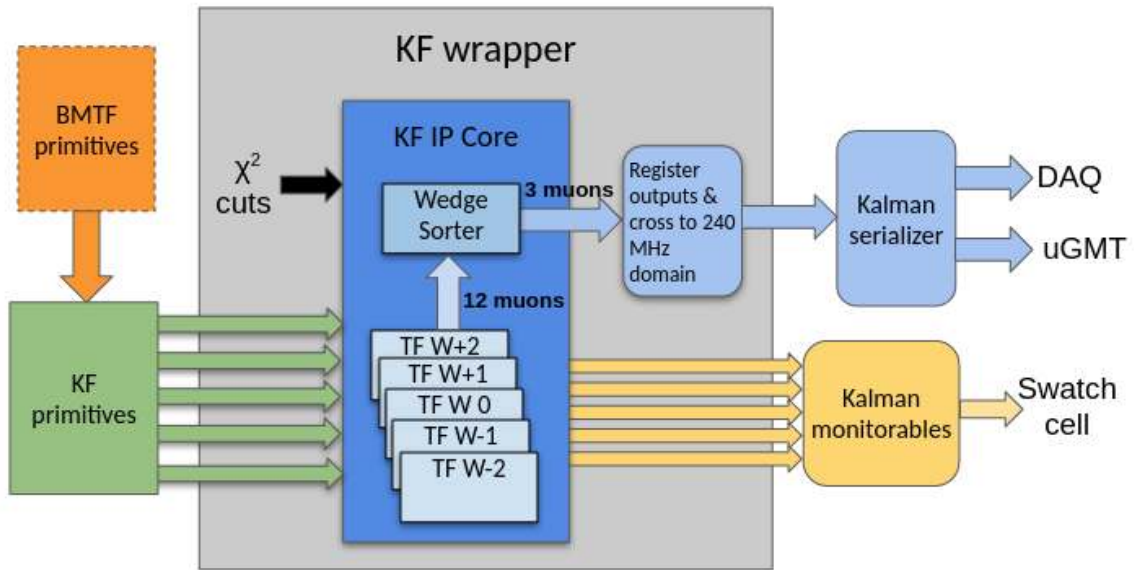 KF wrapper
BMTF
primitives
KF IP Core
χ² cuts
Wedge
Sorter
3 muons
Register
outputs &
cross to 240
MHz
domain
Kalman
serializer
DAQ
uGMT
12 muons
KF
primitives
TF W+2
TF W+1
TF W 0
TF W-1
TF W-2
Kalman
monitorables
Swatch
cell